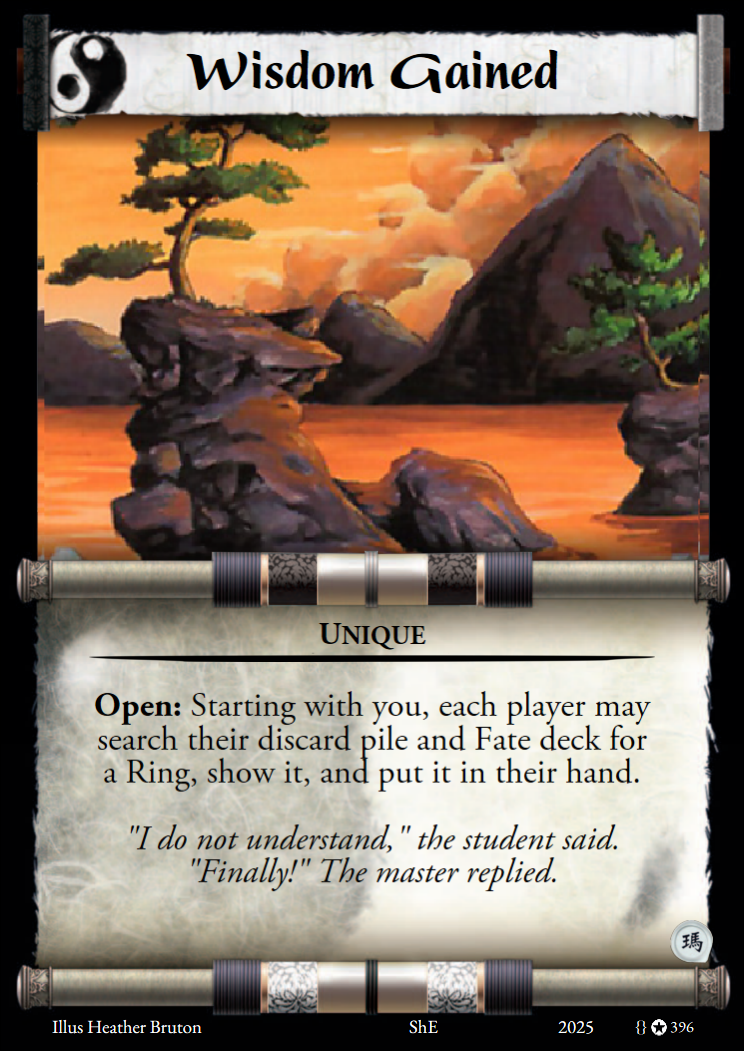 Wisdom Gained
UNIQUE
Open: Starting with you, each player may
search their discard pile and Fate deck for
a Ring, show it, and put it in their hand.
"I do not understand," the student said.
"Finally!" The master replied.
瑪
Illus Heather Bruton ShE 2025 {} 396